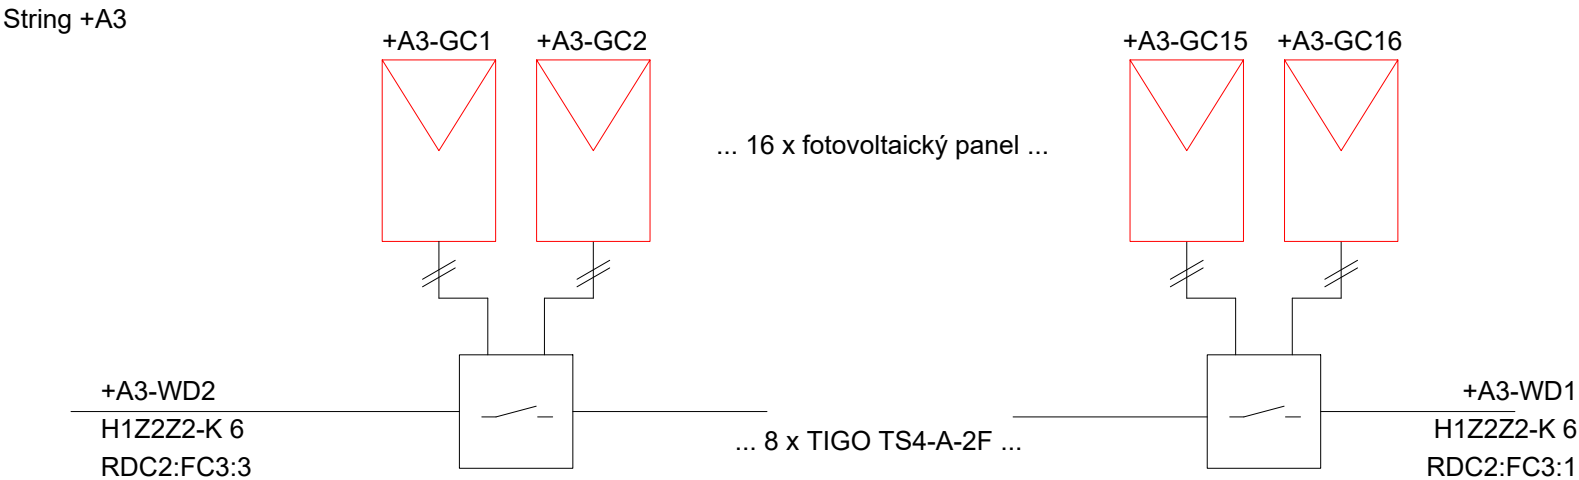 String +A3
+A3-GC1
+A3-GC2
+A3-GC15
+A3-GC16
... 16 x fotovoltaický panel ...
+A3-WD2
H1Z2Z2-K 6
RDC2:FC3:3
... 8 x TIGO TS4-A-2F ...
+A3-WD1
H1Z2Z2-K 6
RDC2:FC3:1